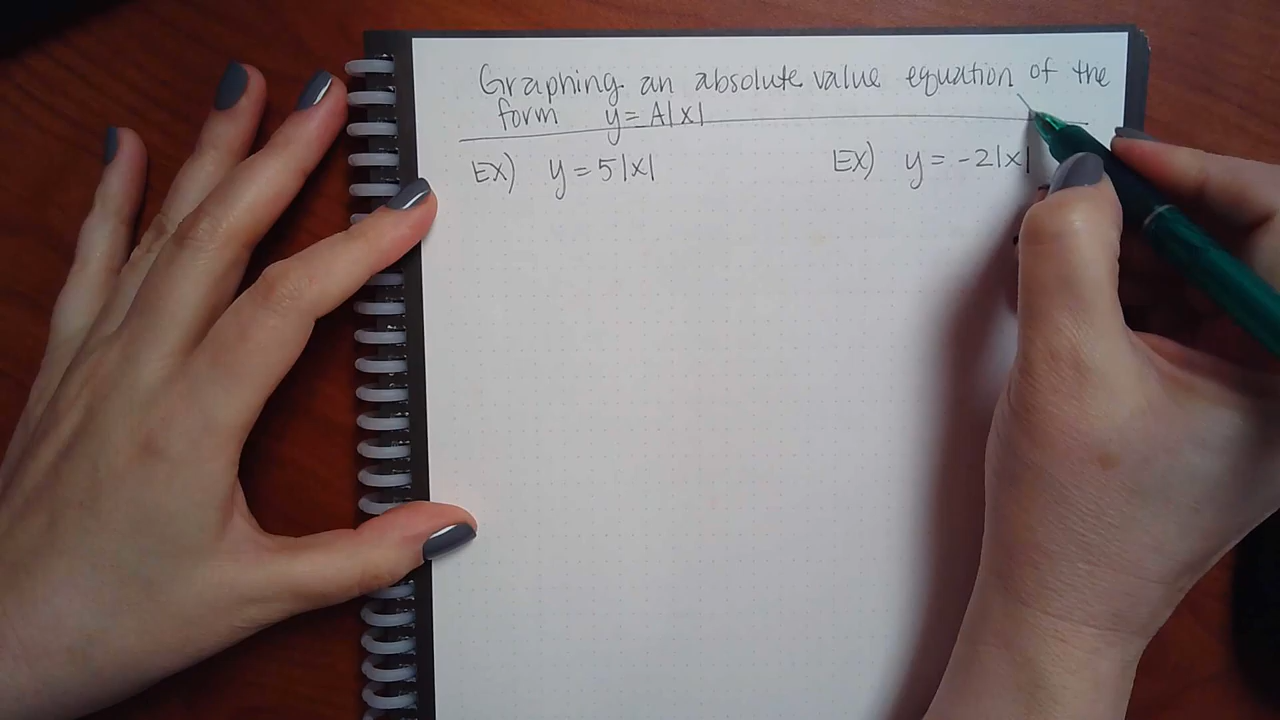 Graphing an absolute value equation of the
form y = A|x|
EX) y = 5|x| EX) y = -2|x|